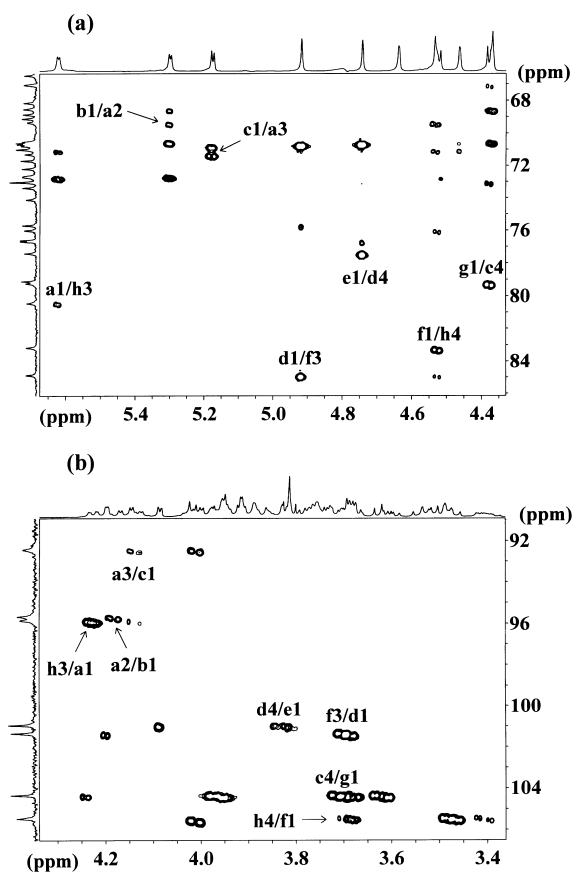 (a)
(ppm)
68
b1/a2
c1/a3
72
76
e1/d4
g1/c4
a1/h3
80
f1/h4
d1/f3
84
(ppm) 5.4 5.2 5.0 4.8 4.6 4.4
(b)
(ppm)
92
a3/c1
96
h3/a1
a2/b1
100
d4/e1
f3/d1
c4/g1
104
h4/f1
(ppm) 4.2 4.0 3.8 3.6 3.4